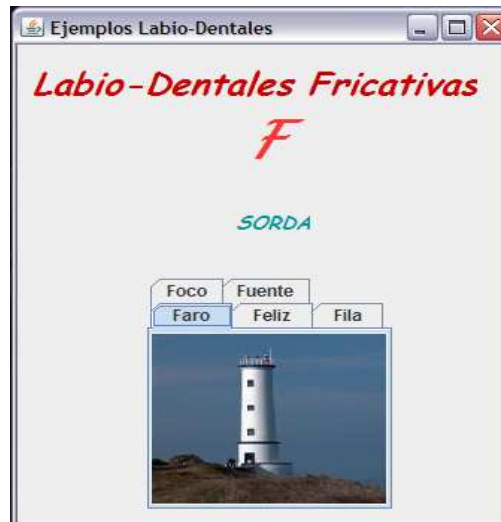 Ejemplos Labio-Dentales
Labio-Dentales Fricativas
F
SORDA
Foco Fuente
Faro Feliz Fila